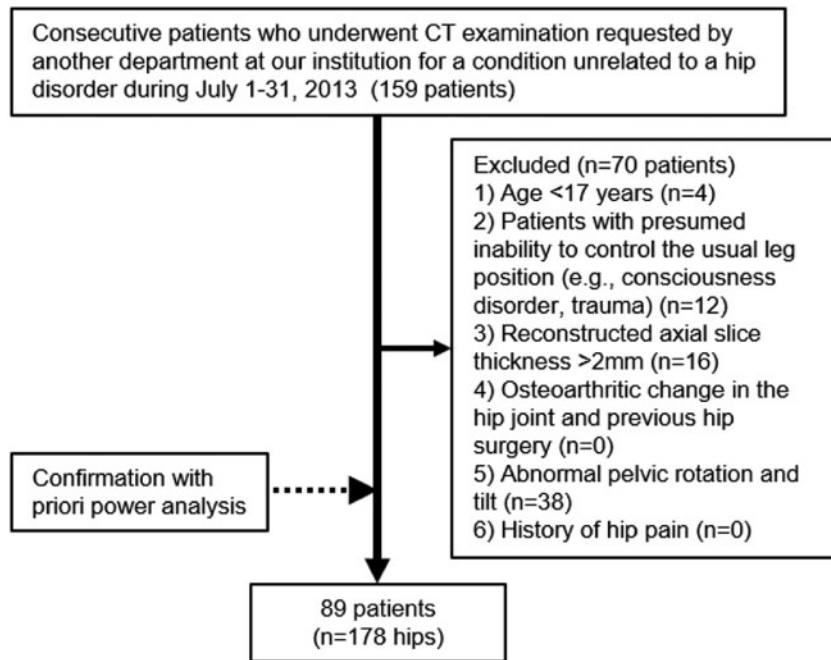 Consecutive patients who underwent CT examination requested by
another department at our institution for a condition unrelated to a hip
disorder during July 1-31, 2013  (159 patients)
Excluded (n=70 patients)
1) Age <17 years (n=4)
2) Patients with presumed
inability to control the usual leg
position (e.g., consciousness
disorder, trauma) (n=12)
3) Reconstructed axial slice
thickness >2mm (n=16)
4) Osteoarthritic change in the
hip joint and previous hip
surgery (n=0)
5) Abnormal pelvic rotation and
tilt (n=38)
6) History of hip pain (n=0)
Confirmation with
priori power analysis
89 patients
(n=178 hips)